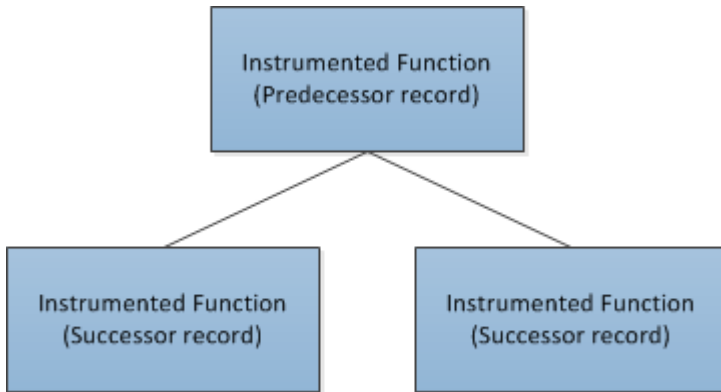 Instrumented Function
(Predecessor record)
Instrumented Function
(Successor record)
Instrumented Function
(Successor record)